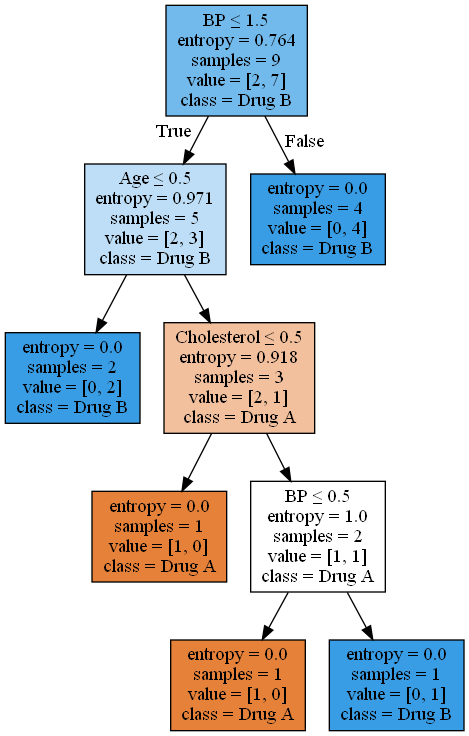 BP ≤ 1.5
entropy = 0.764
samples = 9
value = [2, 7]
class = Drug B
True
False
Age ≤ 0.5
entropy = 0.971
samples = 5
value = [2, 3]
class = Drug B
entropy = 0.0
samples = 4
value = [0, 4]
class = Drug B
entropy = 0.0
samples = 2
value = [0, 2]
class = Drug B
Cholesterol ≤ 0.5
entropy = 0.918
samples = 3
value = [2, 1]
class = Drug A
entropy = 0.0
samples = 1
value = [1, 0]
class = Drug A
BP ≤ 0.5
entropy = 1.0
samples = 2
value = [1, 1]
class = Drug A
entropy = 0.0
samples = 1
value = [1, 0]
class = Drug A
entropy = 0.0
samples = 1
value = [0, 1]
class = Drug B